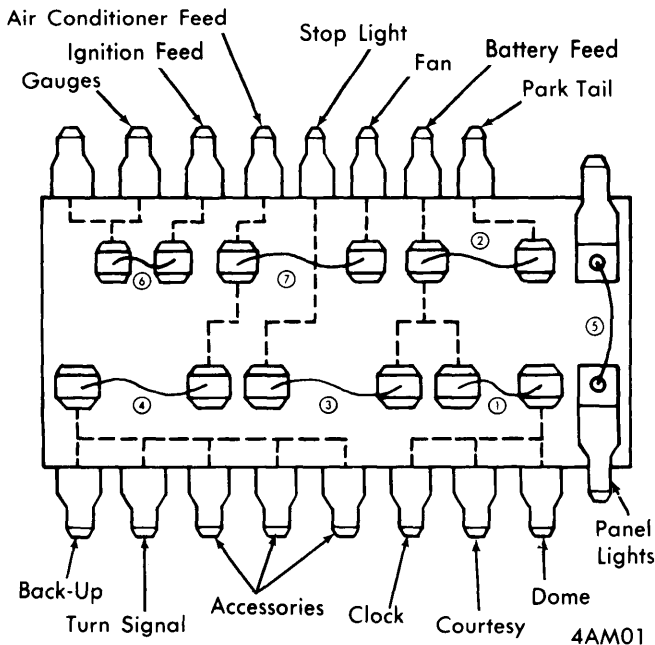 Air Conditioner Feed
Ignition Feed
Gauges
Stop Light
Fan
Battery Feed
Park Tail
2
6
7
5
4
3
1
Back-Up
Turn Signal
Accessories
Clock
Courtesy
Dome
Panel
Lights
4AM01